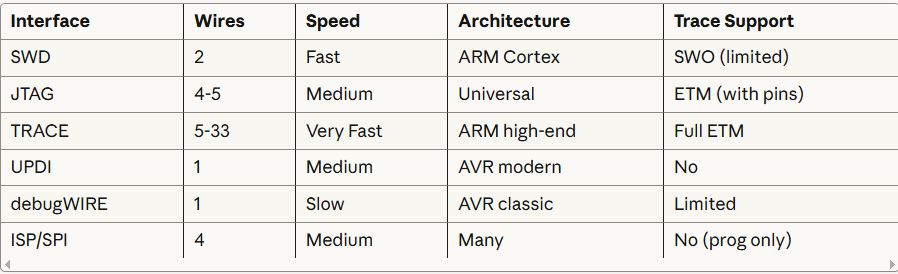 Interface Wires Speed Architecture Trace Support
SWD 2 Fast ARM Cortex SWO (limited)
JTAG 4-5 Medium Universal ETM (with pins)
TRACE 5-33 Very Fast ARM high-end Full ETM
UPDI 1 Medium AVR modern No
debugWIRE 1 Slow AVR classic Limited
ISP/SPI 4 Medium Many No (prog only)